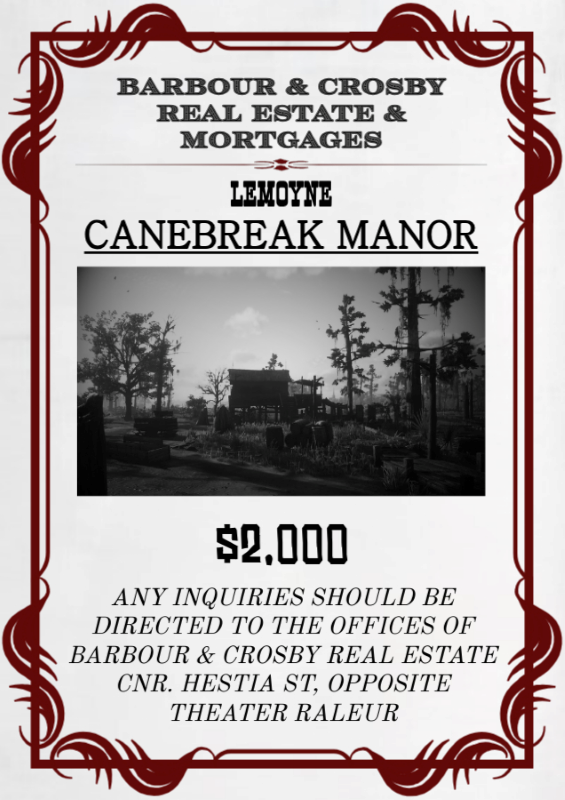 BARBOUR & CROSBY
REAL ESTATE &
MORTGAGES
LEMOYNE
CANEBREAK MANOR
$2,000
ANY INQUIRIES SHOULD BE
DIRECTED TO THE OFFICES OF
BARBOUR & CROSBY REAL ESTATE
CNR. HESTIA ST, OPPOSITE
THEATER RALEUR